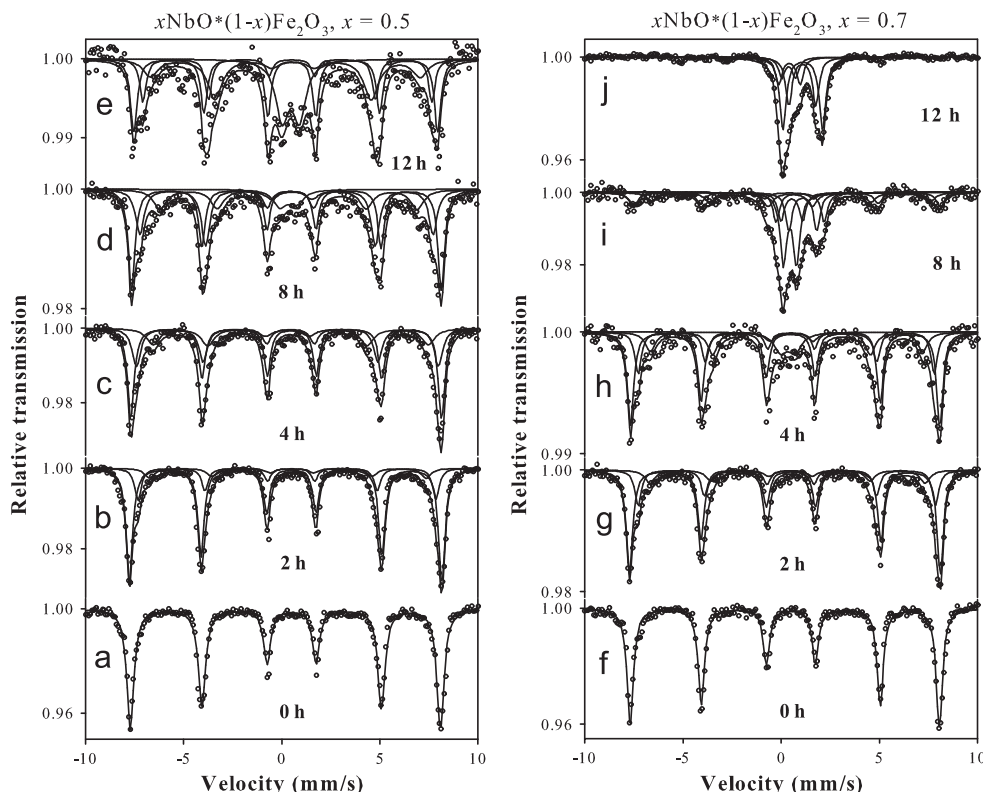 xNbO*(1-x)Fe2O3, x = 0.5
1.00
e
0.99
12 h
1.00
d
8 h
0.98
1.00
c
0.98
4 h
1.00
b
0.98
2 h
1.00
a
0.96
0 h
-10 -5 0 5 10
Velocity (mm/s)
Relative transmission
xNbO*(1-x)Fe2O3, x = 0.7
1.00
j
12 h
0.96
1.00
i
0.98
8 h
1.00
h
4 h
0.99
1.00
g
2 h
0.98
1.00
f
0 h
0.96
-10 -5 0 5 10
Velocity (mm/s)
Relative transmission